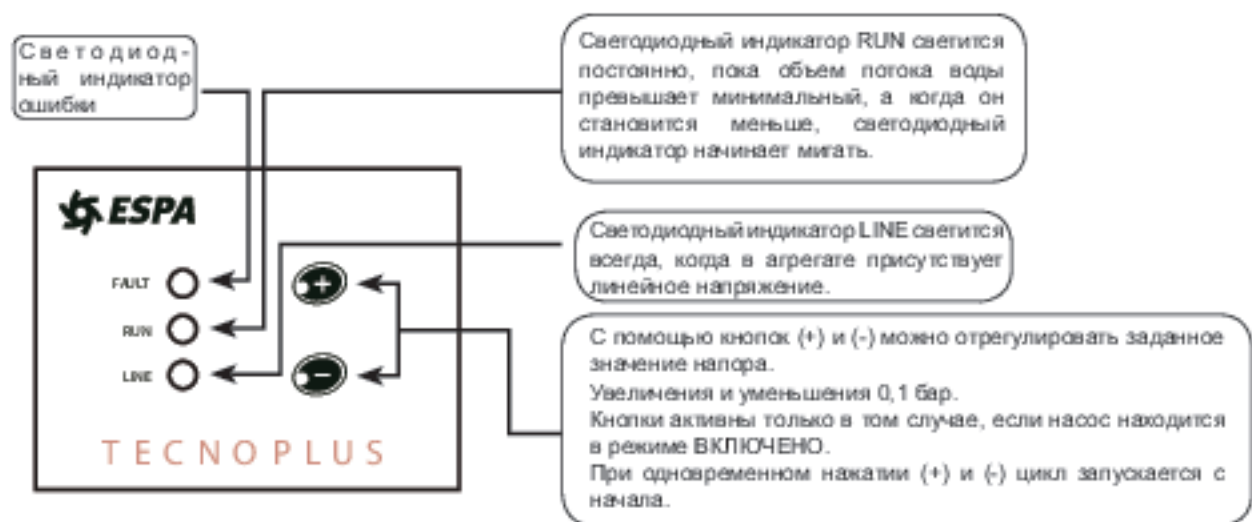 Светодиод-
ный индикатор
ошибки
Светодиодный индикатор RUN светится
постоянно, пока объем потока воды
превышает минимальный, а когда он
становится меньше, светодиодный
индикатор начинает мигать.
ESPA
Светодиодный индикатор LINE светится
всегда, когда в агрегате присутствует
линейное напряжение.
FAULT
+
RUN
LINE
-
TECNOPLUS
С помощью кнопок (+) и (-) можно отрегулировать заданное
значение напора.
Увеличения и уменьшения 0,1 бар.
Кнопки активны только в том случае, если насос находится
в режиме ВКЛЮЧЕНО.
При одновременном нажатии (+) и (-) цикл запускается с
начала.